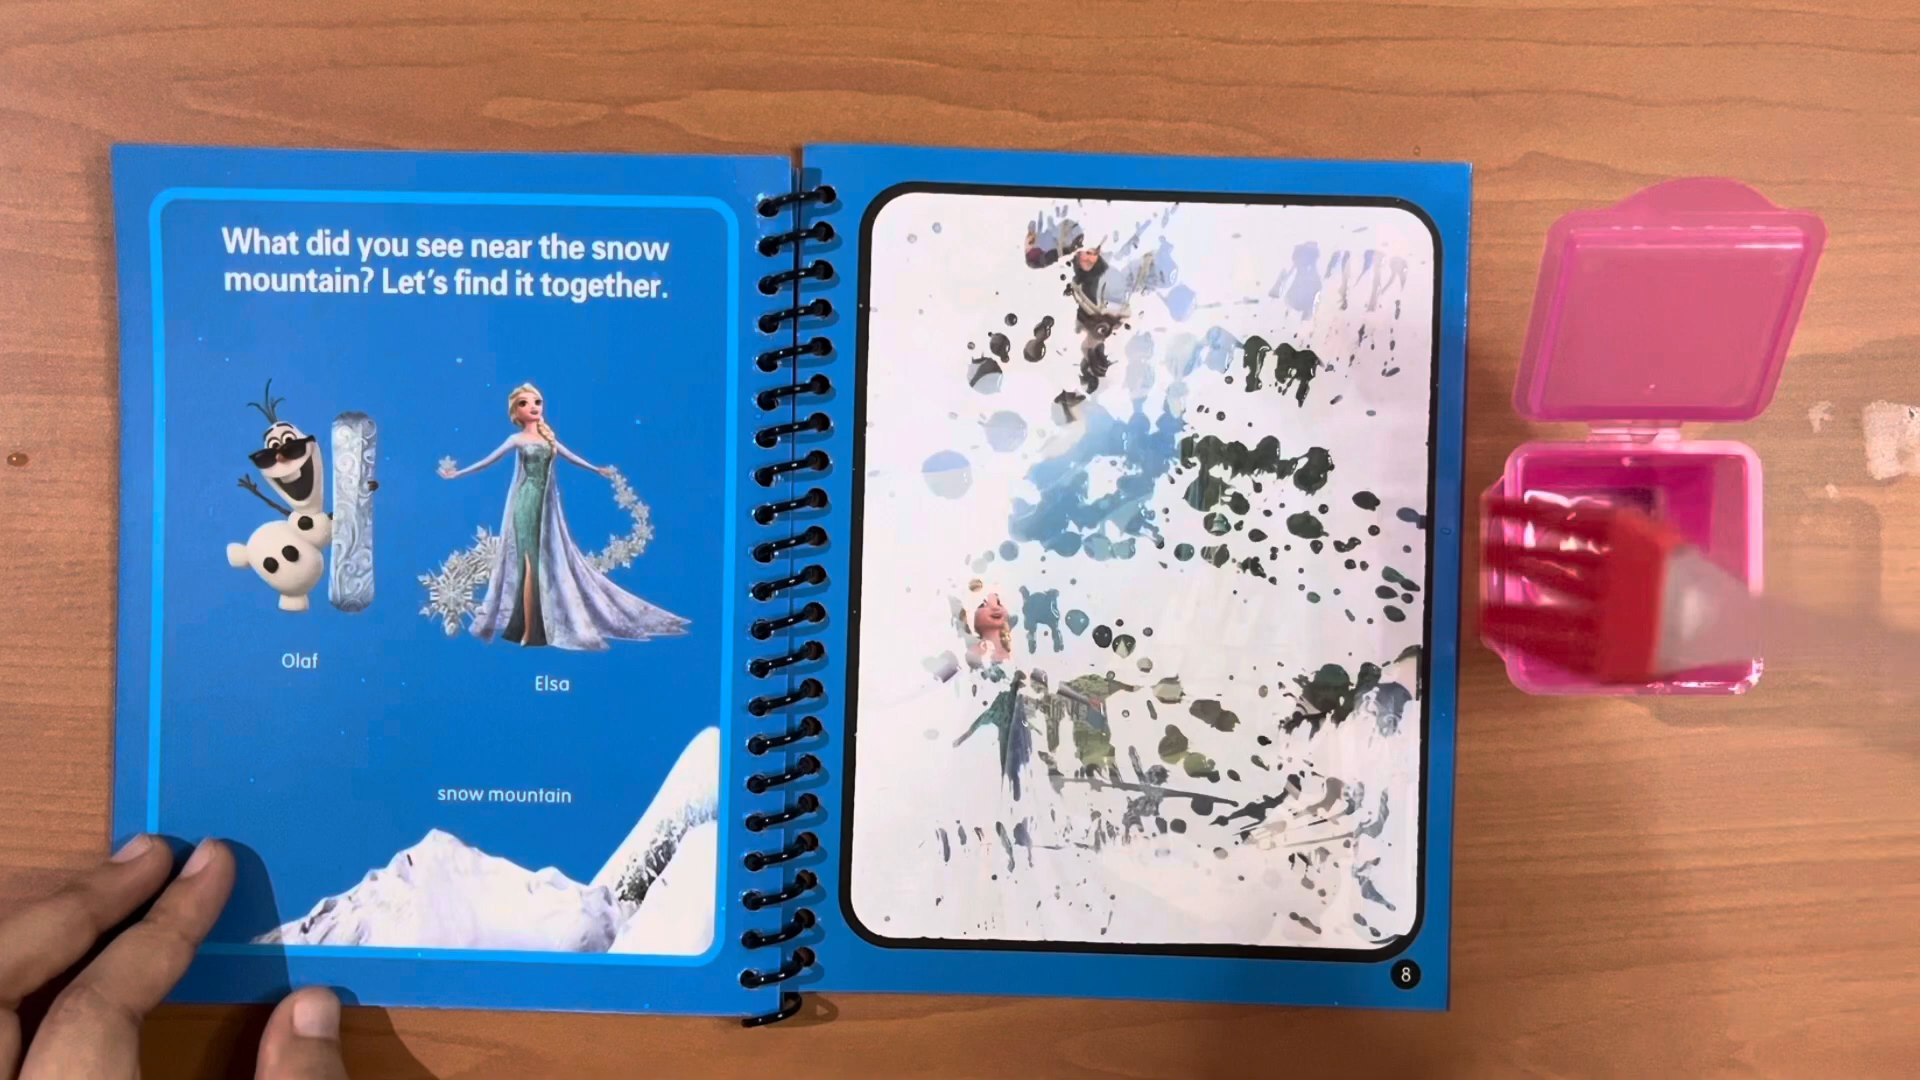 What did you see near the snow
mountain? Let's find it together.
Olaf
Elsa
snow mountain
8